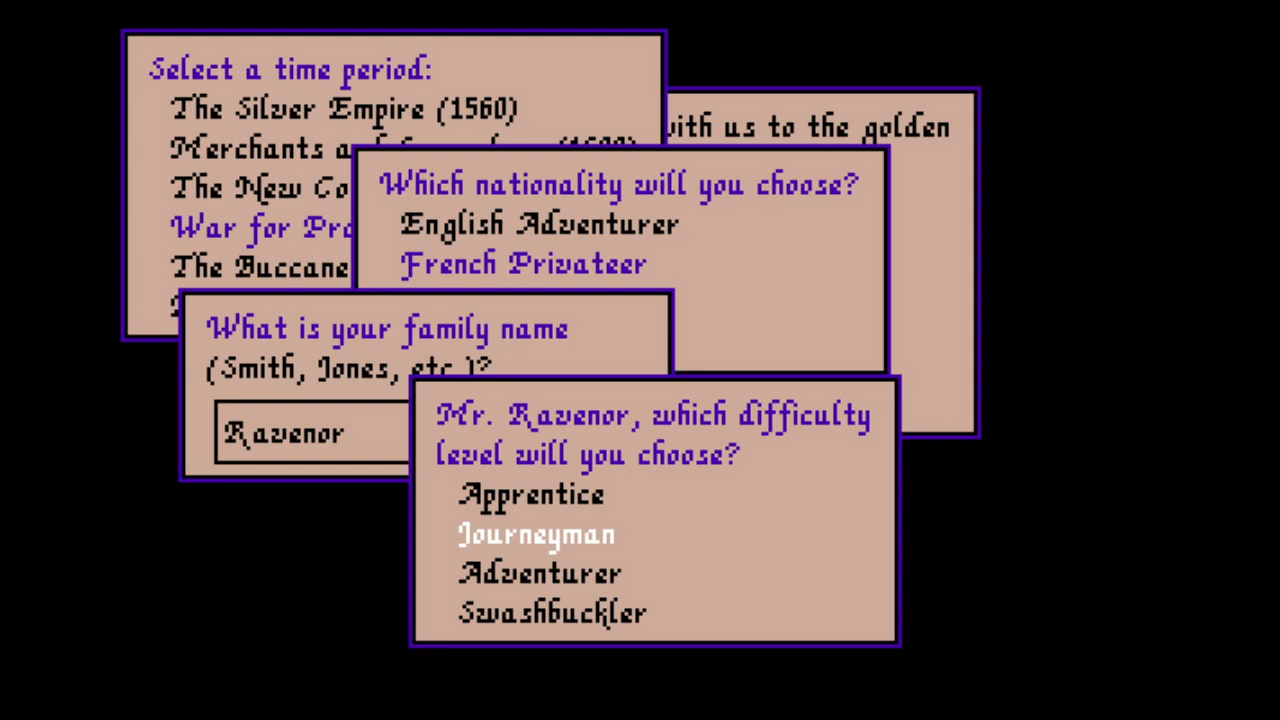 Select a time period:
The Silver Empire (1560)
Merchants a
The New Co
War for Pro
The Buccane
with us to the golden
Which nationality will you choose?
English Adventurer
French Privateer
What is your family name
(Smith, Jones, etc.)?
Ravenor
Mr. Ravenor, which difficulty
level will you choose?
Apprentice
Journeyman
Adventurer
Swashbuckler